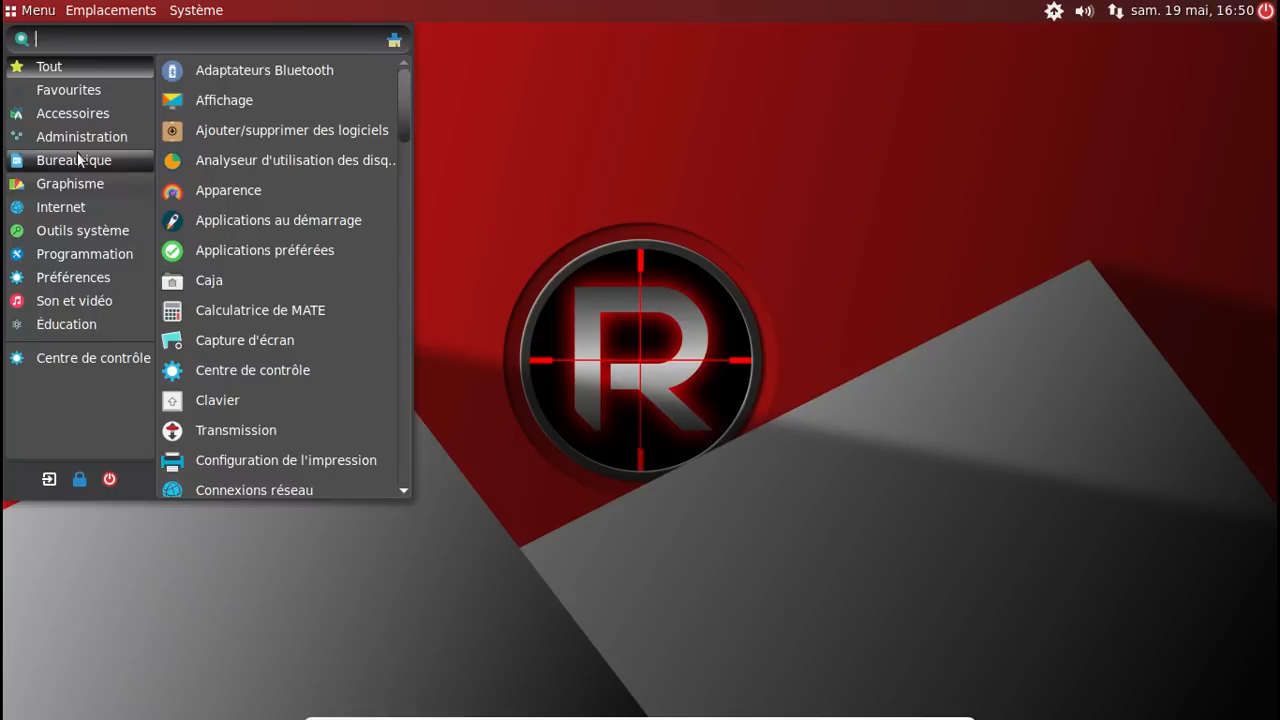 Menu Emplacements Système sam. 19 mai, 16:50
Tout
Favourites
Accessoires
Administration
Bureautique
Graphisme
Internet
Outils système
Programmation
Préférences
Son et vidéo
Éducation
Centre de contrôle
Adaptateurs Bluetooth
Affichage
Ajouter/supprimer des logiciels
Analyseur d'utilisation des disq..
Apparence
Applications au démarrage
Applications préférées
Caja
Calculatrice de MATE
Capture d'écran
Centre de contrôle
Clavier
Transmission
Configuration de l'impression
Connexions réseau
R